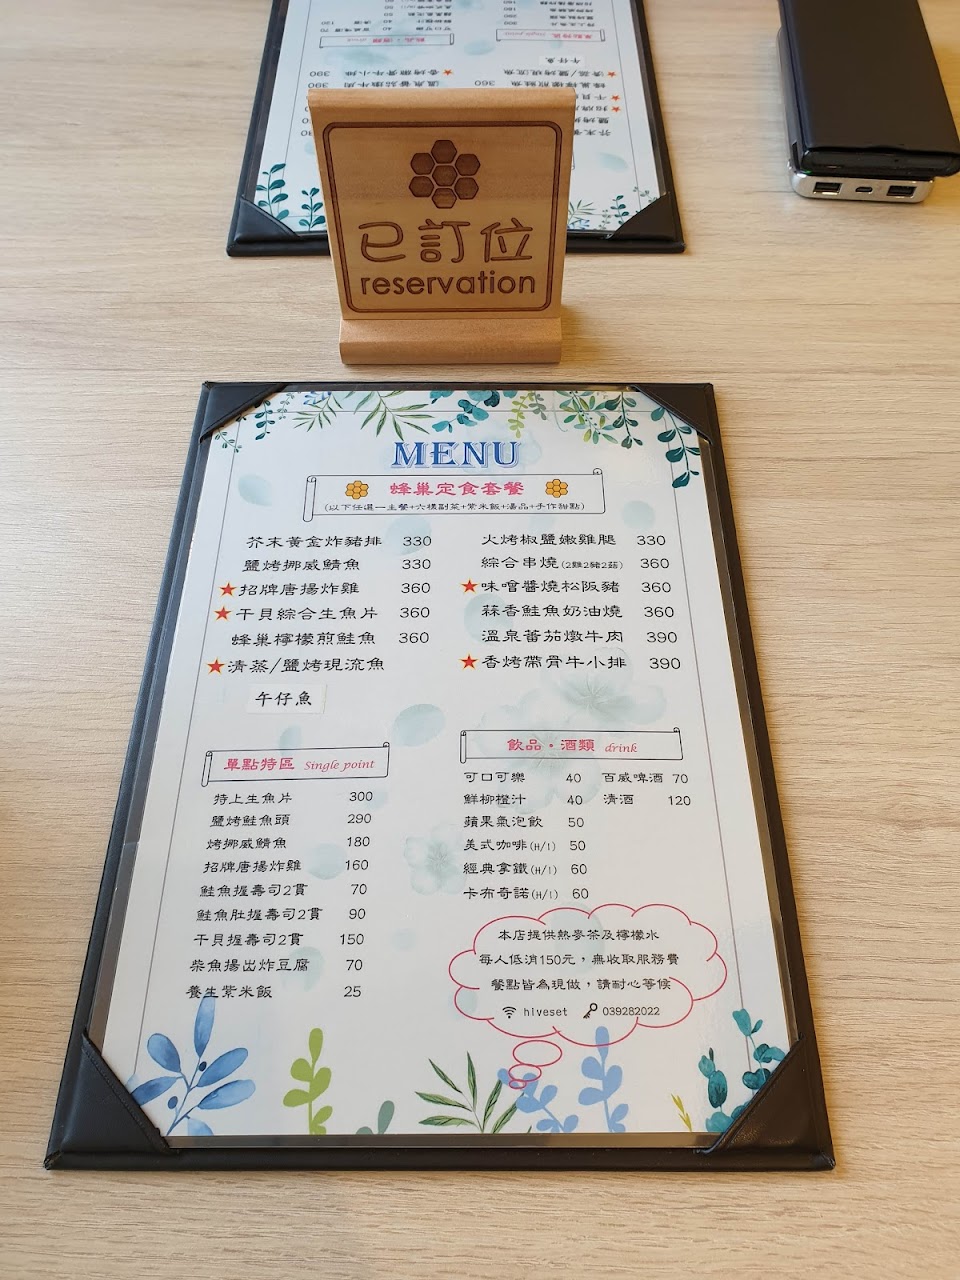 已訂位
reservation
MENU
蜂巢定食套餐
(以下任選一主餐+六樣副菜+紫米飯+湯品+手作甜點)
芥末黃金炸豬排 330
鹽烤挪威鯖魚 330
★招牌唐揚炸雞 360
★干貝綜合生魚片 360
蜂巢檸檬煎鮭魚 360
★清蒸/鹽烤現流魚
午仔魚
火烤椒鹽嫩雞腿 330
綜合串燒(2雞2豬2菇) 360
★味噌醬燒松阪豬 360
蒜香鮭魚奶油燒 360
溫泉蕃茄燉牛肉 390
★香烤帶骨牛小排 390
單點特區 Single point
特上生魚片 300
鹽烤鮭魚頭 290
烤挪威鯖魚 180
招牌唐揚炸雞 160
鮭魚握壽司2貫 70
鮭魚肚握壽司2貫 90
干貝握壽司2貫 150
柴魚揚出炸豆腐 70
養生紫米飯 25
飲品·酒類 drink
可口可樂 40 百威啤酒 70
鮮柳橙汁 40 清酒 120
蘋果氣泡飲 50
美式咖啡(H/I) 50
經典拿鐵(H/I) 60
卡布奇諾(H/I) 60
本店提供熱麥茶及檸檬水
每人低消150元，無收取服務費
餐點皆為現做，請耐心等候
hiveset 039282022